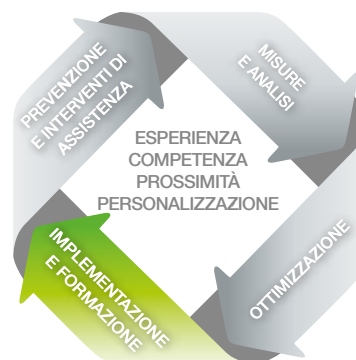 PREVENZIONE
E INTERVENTI DI
ASSISTENZA
MISURE
E ANALISI
ESPERIENZA
COMPETENZA
PROSSIMITÀ
PERSONALIZZAZIONE
OTTIMIZZAZIONE
IMPLEMENTAZIONE
E FORMAZIONE